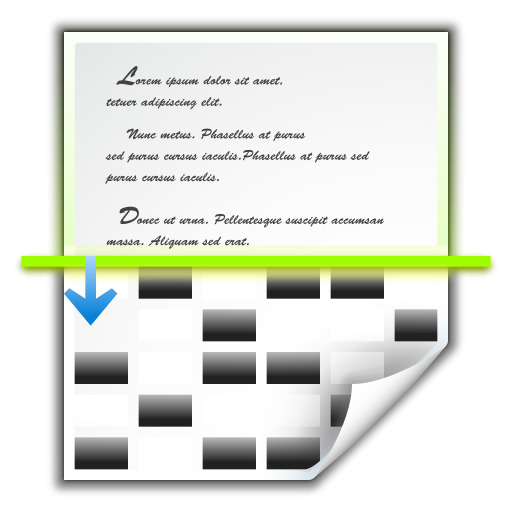 Lorem ipsum dolor sit amet,
tetuer adipiscing elit.
Nunc metus. Phasellus at purus
sed purus cursus iaculis.Phasellus at purus sed
purus cursus iaculis.
Donec ut urna. Pellentesque suscipit accumsan
massa. Aliquam sed erat.